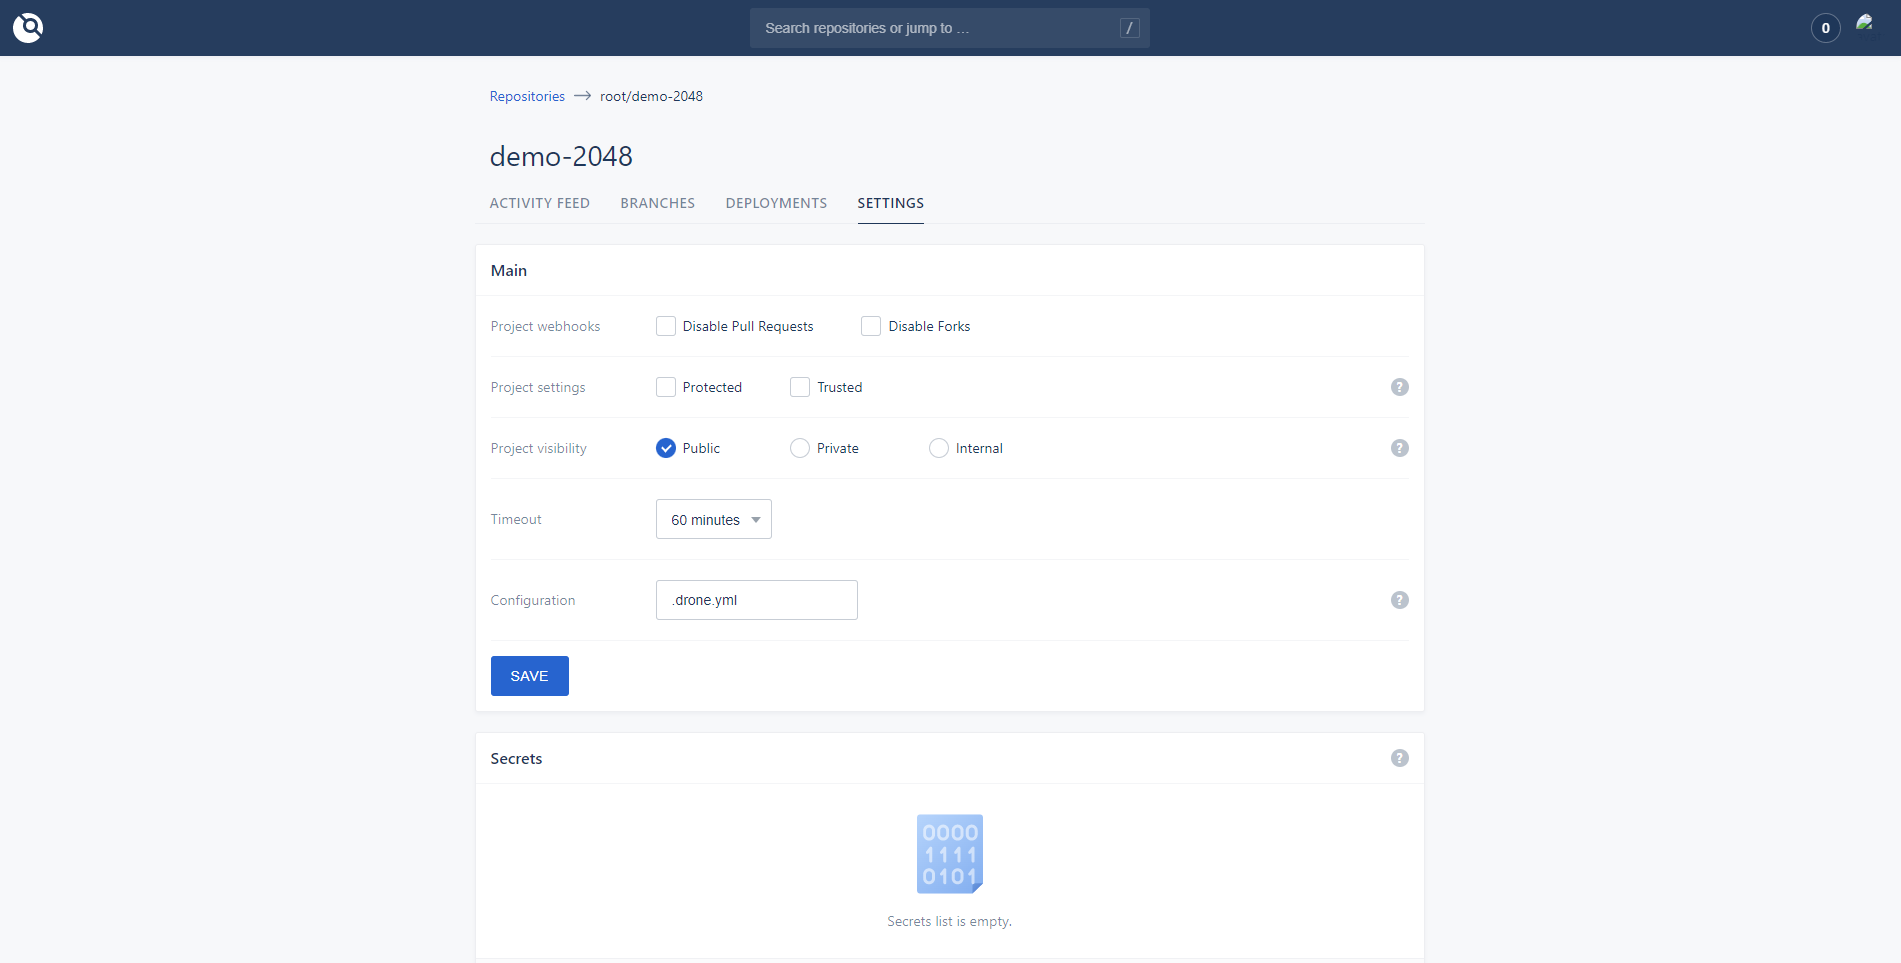 Search repositories or jump to …
/
0
Repositories → root/demo-2048
demo-2048
ACTIVITY FEED BRANCHES DEPLOYMENTS SETTINGS
Main
Project webhooks Disable Pull Requests Disable Forks
Project settings Protected Trusted ?
Project visibility Public Private Internal ?
Timeout 60 minutes
Configuration .drone.yml ?
SAVE
Secrets ?
0000
1111
0101
Secrets list is empty.